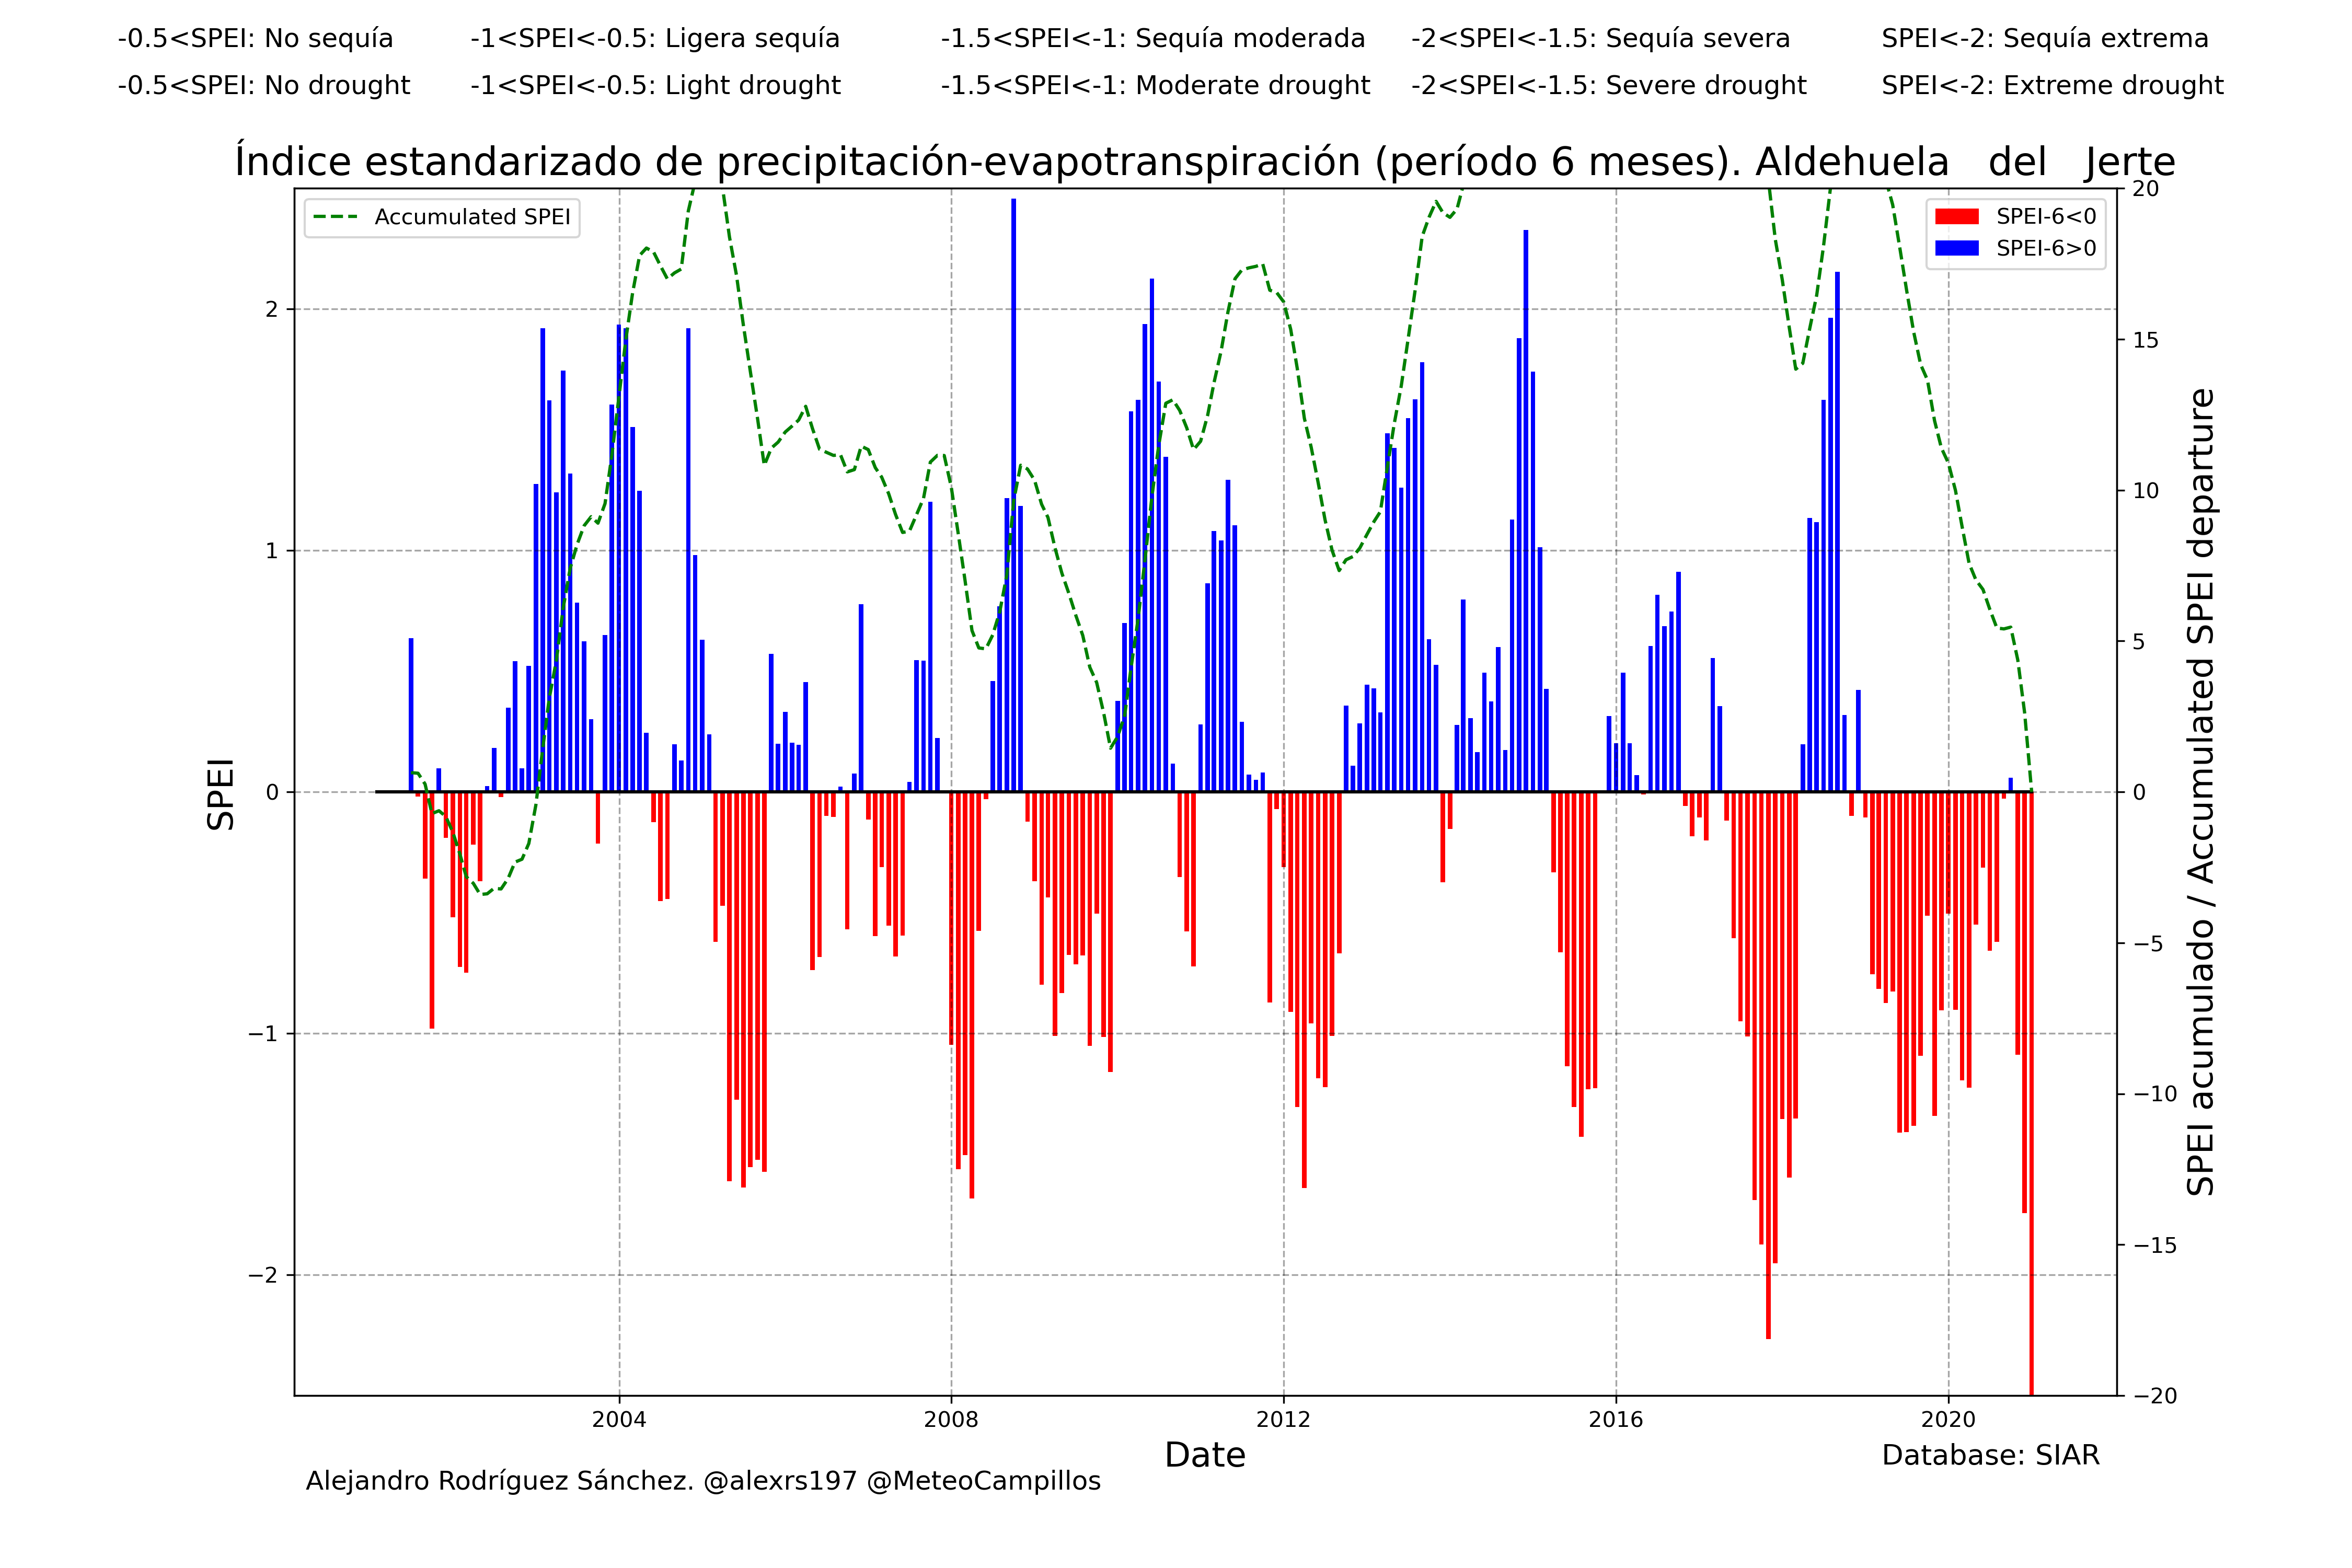 -0.5<SPEI: No sequía -1<SPEI<-0.5: Ligera sequía -1.5<SPEI<-1: Sequía moderada -2<SPEI<-1.5: Sequía severa SPEI<-2: Sequía extrema
-0.5<SPEI: No drought -1<SPEI<-0.5: Light drought -1.5<SPEI<-1: Moderate drought -2<SPEI<-1.5: Severe drought SPEI<-2: Extreme drought
Índice estandarizado de precipitación-evapotranspiración (período 6 meses). Aldehuela del Jerte
Accumulated SPEI
SPEI-6<0
SPEI-6>0
SPEI
2
1
0
−1
−2
20
15
10
5
0
−5
−10
−15
−20
SPEI acumulado / Accumulated SPEI departure
2004 2008 2012 2016 2020
Date
Database: SIAR
Alejandro Rodríguez Sánchez. @alexrs197 @MeteoCampillos